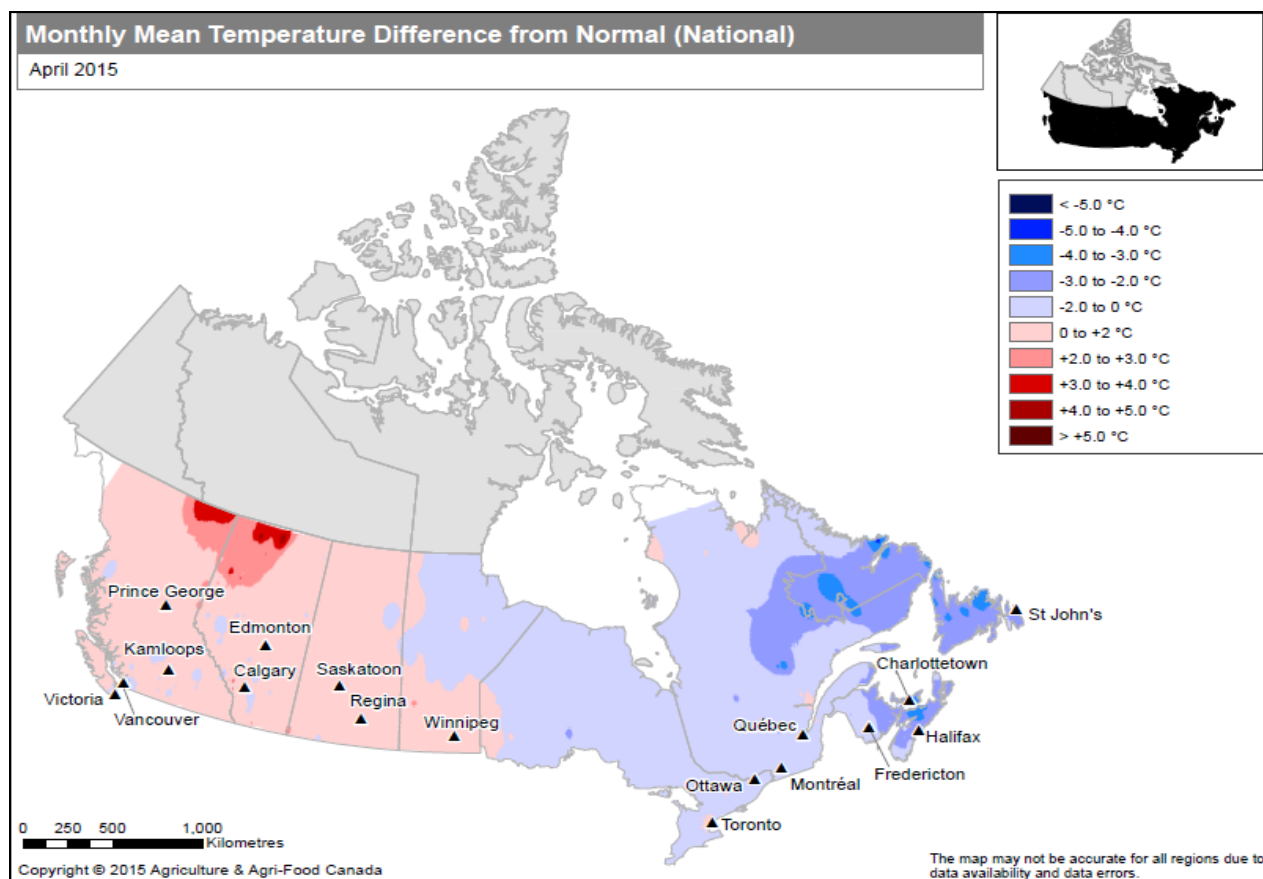 Monthly Mean Temperature Difference from Normal (National)
April 2015
< -5.0 °C
-5.0 to -4.0 °C
-4.0 to -3.0 °C
-3.0 to -2.0 °C
-2.0 to 0 °C
0 to +2 °C
+2.0 to +3.0 °C
+3.0 to +4.0 °C
+4.0 to +5.0 °C
> +5.0 °C
Prince George
Edmonton
Kamloops
Calgary
Saskatoon
Victoria
Vancouver
Regina
Winnipeg
St John's
Charlottetown
Québec
Halifax
Fredericton
Montréal
Ottawa
Toronto
0 250 500 1,000
Kilometres
Copyright © 2015 Agriculture & Agri-Food Canada
The map may not be accurate for all regions due to
data availability and data errors.